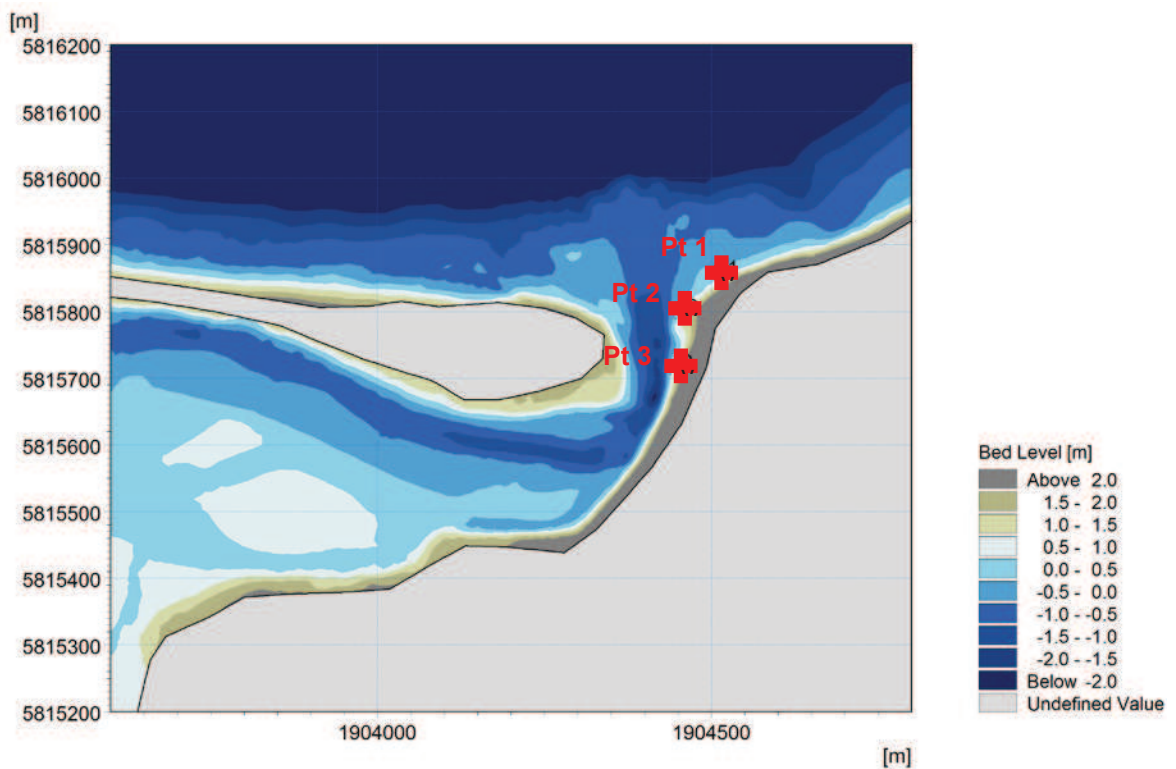 [m]
5816200
5816100
5816000
5815900
5815800
5815700
5815600
5815500
5815400
5815300
5815200
1904000 1904500
[m]
Pt 1
Pt 2
Pt 3
Bed Level [m]
Above 2.0
1.5 - 2.0
1.0 - 1.5
0.5 - 1.0
0.0 - 0.5
-0.5 - 0.0
-1.0 - -0.5
-1.5 - -1.0
-2.0 - -1.5
Below -2.0
Undefined Value